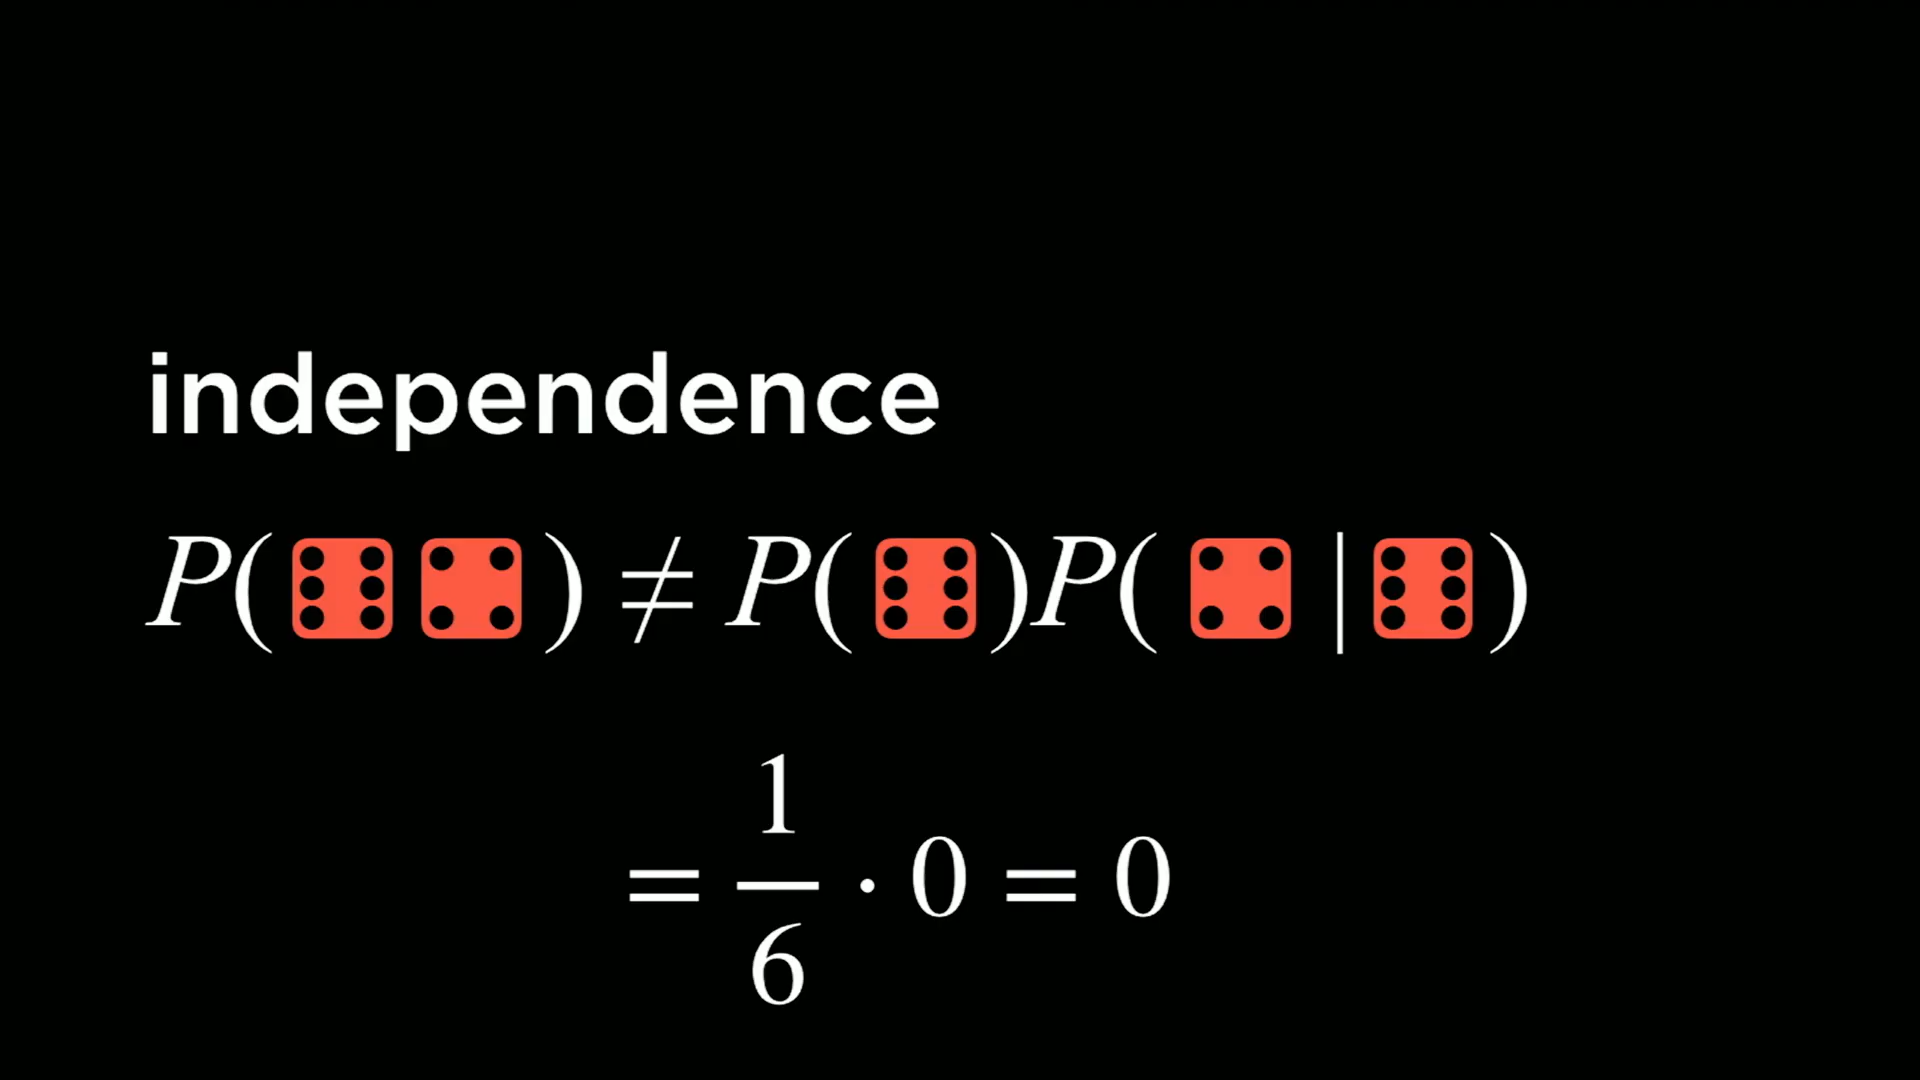 independence
P(⚅⚃) ≠ P(⚅)P(⚃|⚅)
= 1/6 · 0 = 0